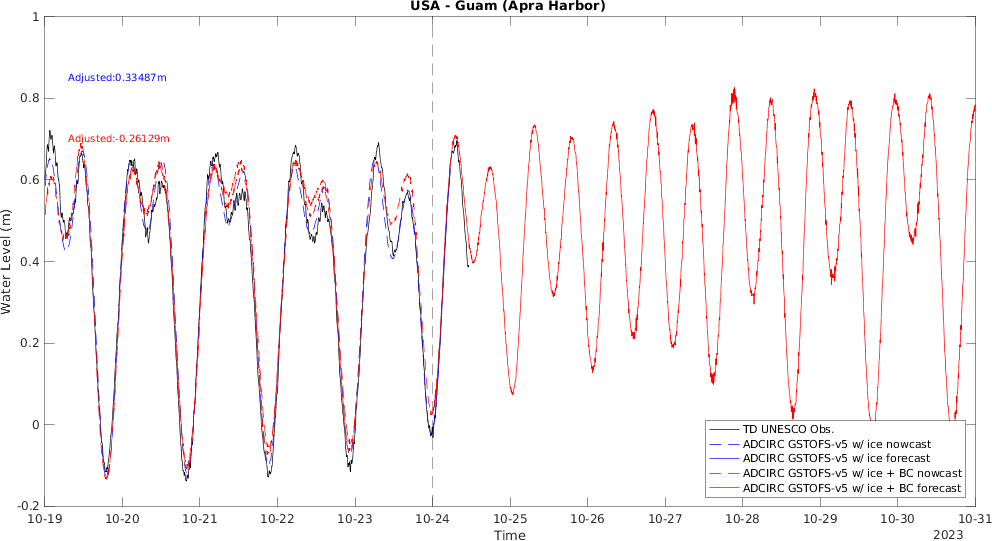 USA - Guam (Apra Harbor)
1
Adjusted:0.33487m
0.8
Adjusted:-0.26129m
0.6
0.4
0.2
0
-0.2
Water Level (m)
TD UNESCO Obs.
ADCIRC GSTOFS-v5 w/ ice nowcast
ADCIRC GSTOFS-v5 w/ ice forecast
ADCIRC GSTOFS-v5 w/ ice + BC nowcast
ADCIRC GSTOFS-v5 w/ ice + BC forecast
10-19 10-20 10-21 10-22 10-23 10-24 10-25 10-26 10-27 10-28 10-29 10-30 10-31
Time
2023